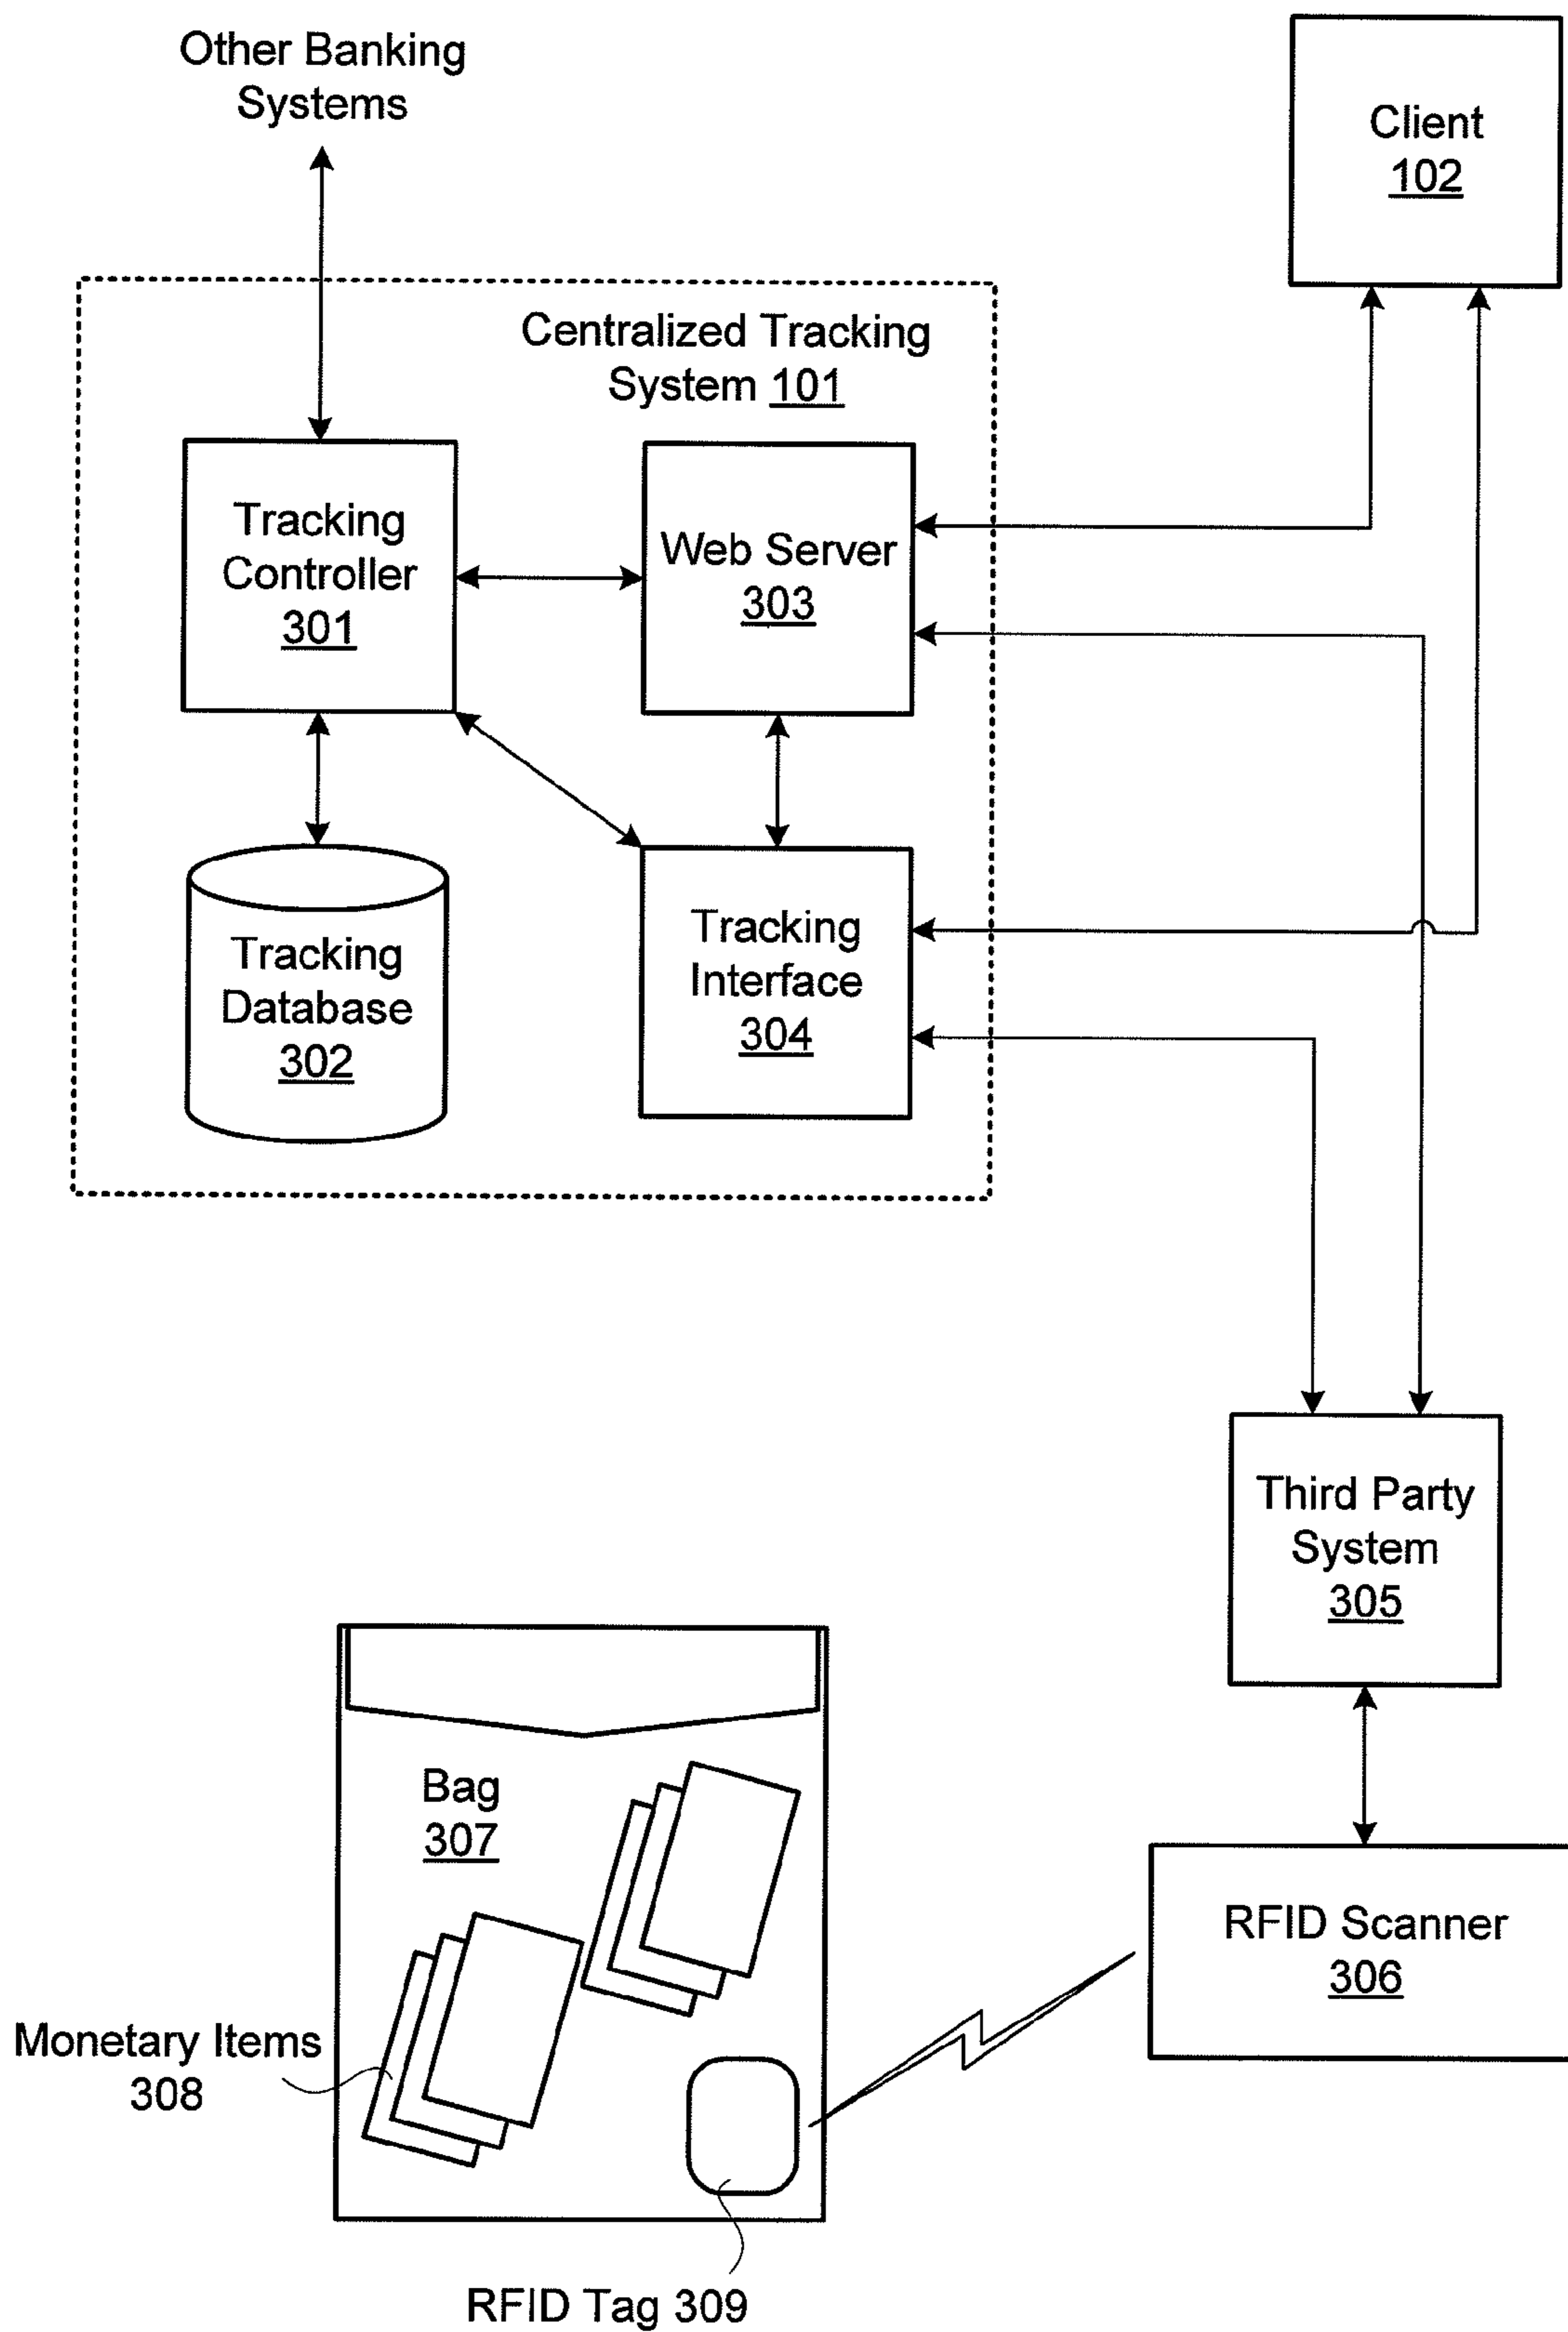 Other Banking
Systems
Client
102
Centralized Tracking
System 101
Tracking
Controller
301
Web Server
303
Tracking
Database
302
Tracking
Interface
304
Third Party
System
305
Bag
307
RFID Scanner
306
Monetary Items
308
RFID Tag 309